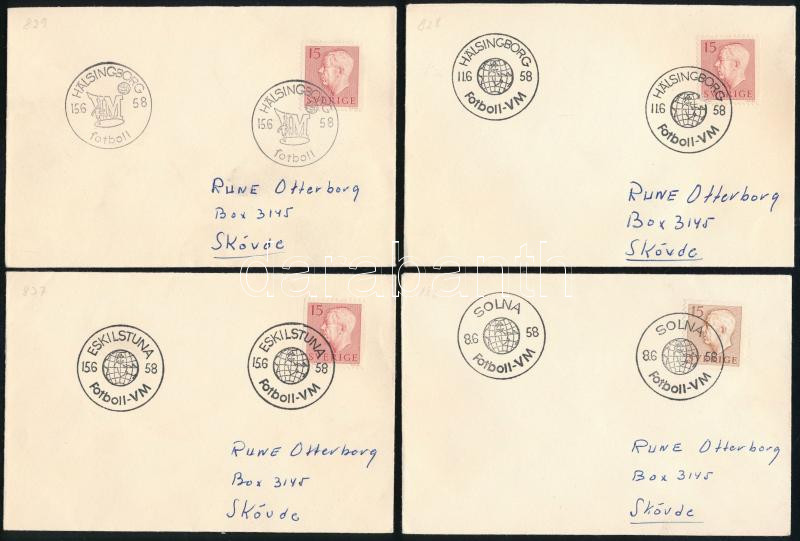 829
HÄLSINGBORG
15.6 VM 58
fotboll
HÄLSINGBORG
15.6 VM 58
fotboll
15
SVERIGE
RUNE Otterborg
Box 3145
Skövde
828
HÄLSINGBORG
11.6 58
Fotboll-VM
HÄLSINGBORG
11.6 58
Fotboll-VM
15
SVERIGE
RUNE Otterborg
Box 3145
Skövde
837
ESKILSTUNA
15.6 58
Fotboll-VM
ESKILSTUNA
15.6 58
Fotboll-VM
15
SVERIGE
RUNE Otterborg
Box 3145
Skövde
SOLNA
8.6 58
Fotboll-VM
SOLNA
8.6 58
Fotboll-VM
15
SVERIGE
RUNE Otterborg
Box 3145
Skövde
darabanth